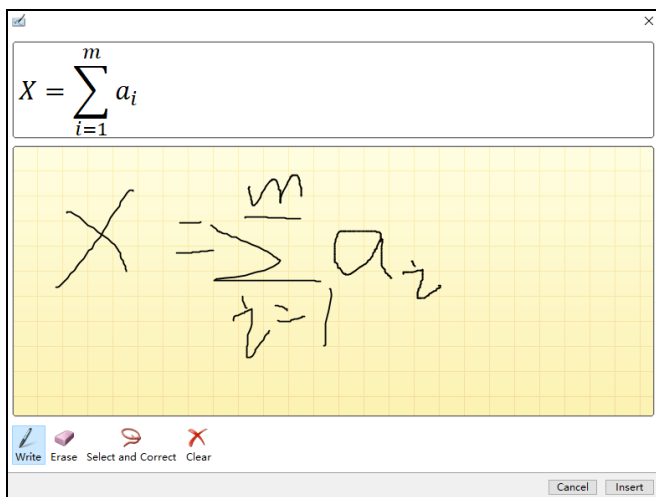 X = ∑_{i=1}^{m} a_i
X = ∑_{i=1}^{m} a_i
Write Erase Select and Correct Clear
Cancel Insert